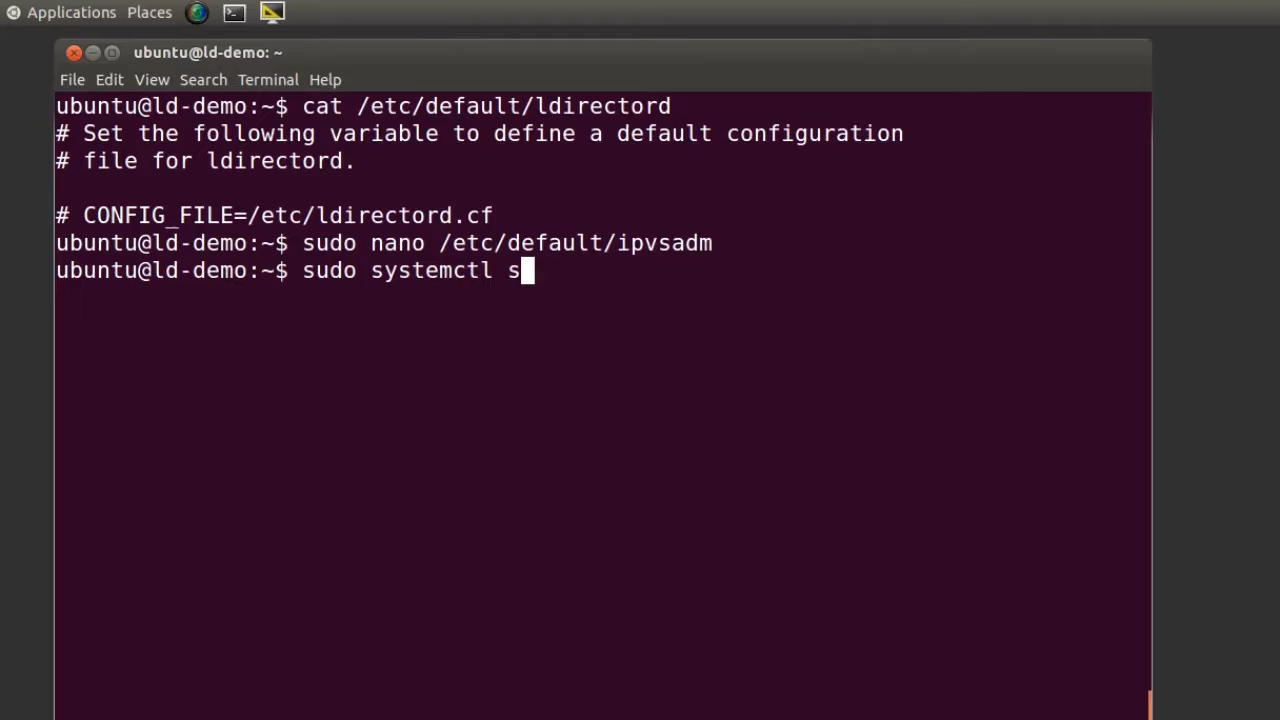 Applications Places
ubuntu@ld-demo: ~
File Edit View Search Terminal Help
ubuntu@ld-demo:~$ cat /etc/default/ldirectord
# Set the following variable to define a default configuration
# file for ldirectord.
# CONFIG_FILE=/etc/ldirectord.cf
ubuntu@ld-demo:~$ sudo nano /etc/default/ipvsadm
ubuntu@ld-demo:~$ sudo systemctl s